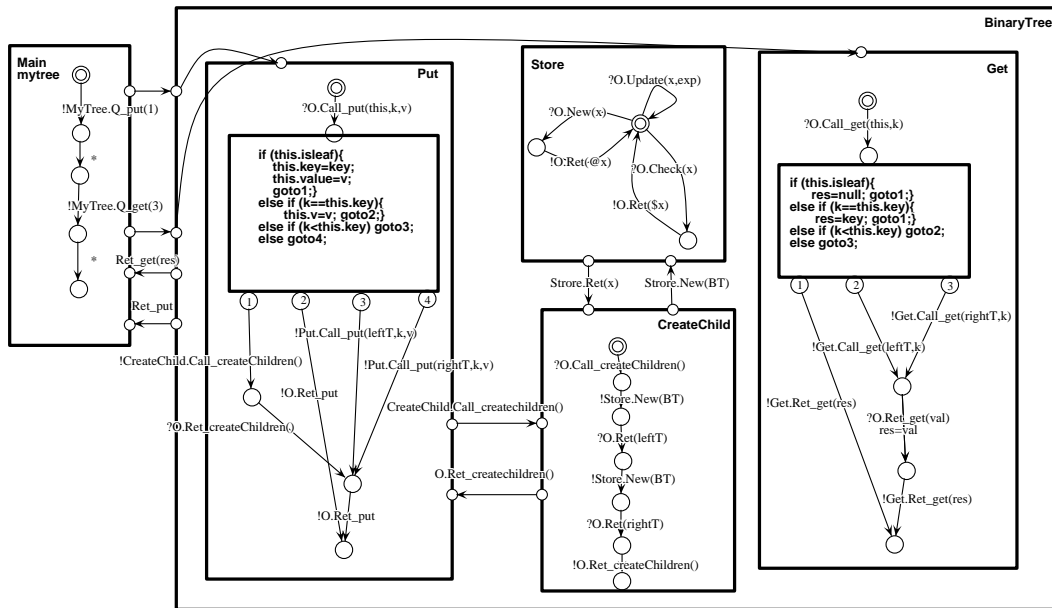 BinaryTree
Main
mytree
!MyTree.Q_put(1)
*
!MyTree.Q_get(3)
*
Ret_get(res)
Ret_put
Put
?O.Call_put(this,k,v)
if (this.isleaf){
this.key=key;
this.value=v;
goto1;}
else if (k==this.key){
this.v=v; goto2;}
else if (k<this.key) goto3;
else goto4;
1
2
3
4
!Put.Call_put(leftT,k,v)
!CreateChild.Call_createChildren()
!Put.Call_put(rightT,k,v)
!O.Ret_put
?O.Ret_createChildren()
!O.Ret_put
CreateChild.Call_createchildren()
O.Ret_createchildren()
Store
?O.Update(x,exp)
?O.New(x)
!O.Ret(@x)
?O.Check(x)
!O.Ret($x)
Strore.Ret(x)
Strore.New(BT)
CreateChild
?O.Call_createChildren()
!Store.New(BT)
?O.Ret(leftT)
!Store.New(BT)
?O.Ret(rightT)
!O.Ret_createChildren()
Get
?O.Call_get(this,k)
if (this.isleaf){
res=null; goto1;}
else if (k==this.key){
res=key; goto1;}
else if (k<this.key) goto2;
else goto3;
1
2
3
!Get.Call_get(rightT,k)
!Get.Call_get(leftT,k)
!Get.Ret_get(res)
?O.Ret_get(val)
res=val
!Get.Ret_get(res)